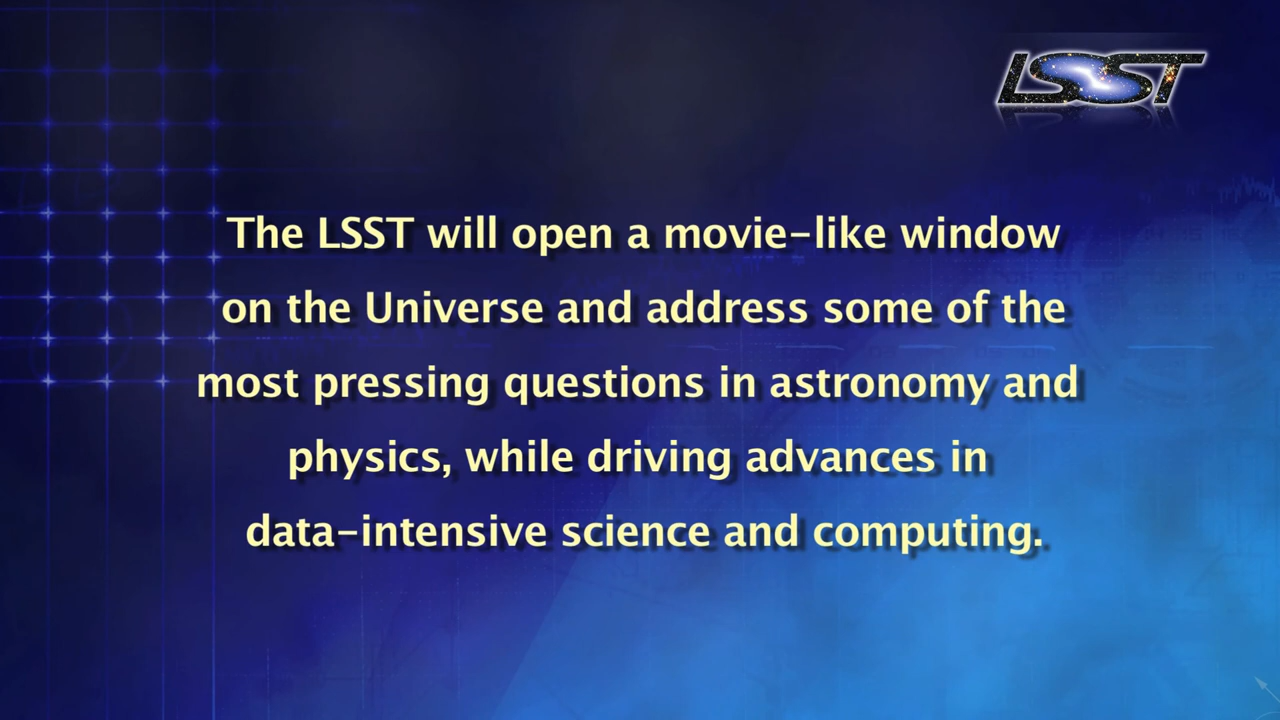 LSST
The LSST will open a movie-like window
on the Universe and address some of the
most pressing questions in astronomy and
physics, while driving advances in
data-intensive science and computing.